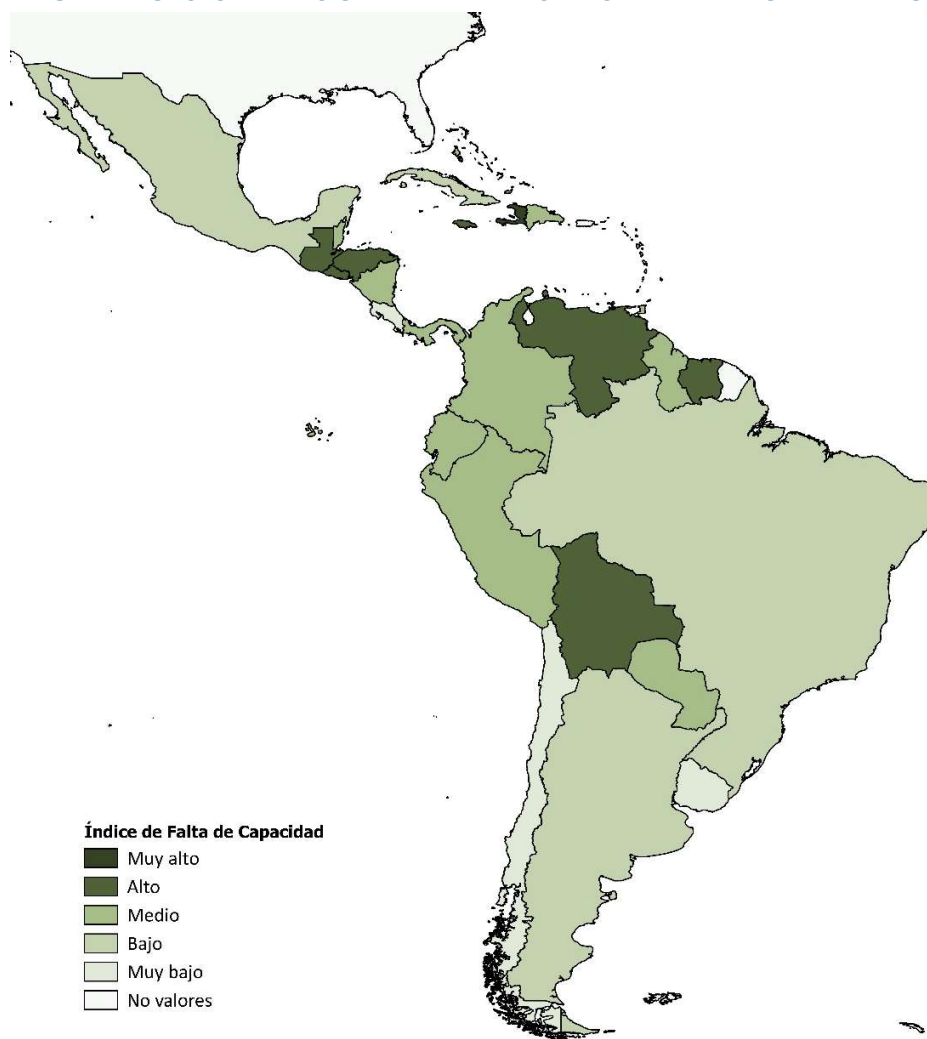 Índice de Falta de Capacidad
Muy alto
Alto
Medio
Bajo
Muy bajo
No valores